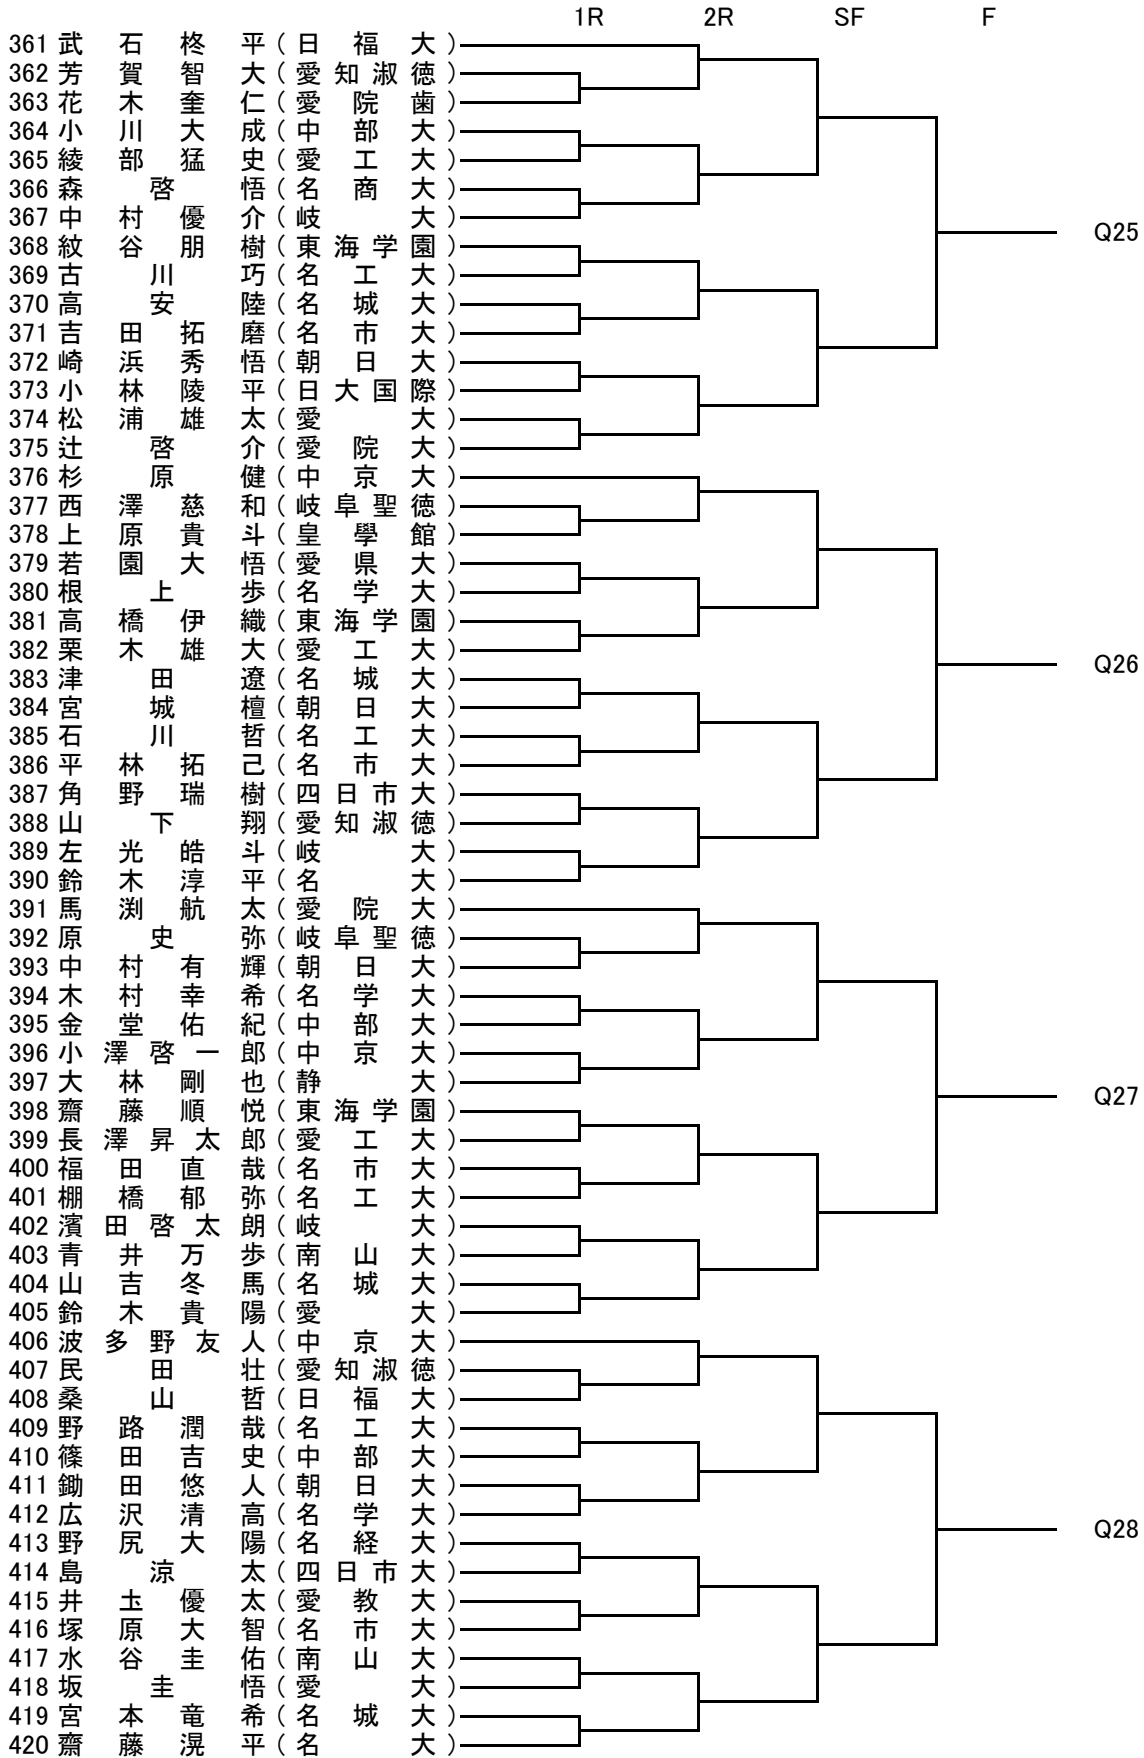 1R 2R SF F
361 武石柊平(日福大)
362 芳賀智大(愛知淑徳)
363 花木奎仁(愛院歯)
364 小川大成(中部大)
365 綾部猛史(愛工大)
366 森啓悟(名商大)
367 中村優介(岐大)
368 紋谷朋樹(東海学園)
Q25
369 古川巧(名工大)
370 高安陸(名城大)
371 吉田拓磨(名市大)
372 崎浜秀悟(朝日大)
373 小林陵平(日大国際)
374 松浦雄太(愛大)
375 辻啓介(愛院大)
376 杉原健(中京大)
377 西澤慈和(岐阜聖徳)
378 上原貴斗(皇學館)
379 若園大悟(愛県大)
380 根上歩(名学大)
381 高橋伊織(東海学園)
382 栗木雄大(愛工大)
383 津田遼(名城大)
Q26
384 宮城檀(朝日大)
385 石川哲(名工大)
386 平林拓己(名市大)
387 角野瑞樹(四日市大)
388 山下翔(愛知淑徳)
389 左光皓斗(岐大)
390 鈴木淳平(名大)
391 馬渕航太(愛院大)
392 原史弥(岐阜聖徳)
393 中村有輝(朝日大)
394 木村幸希(名学大)
395 金堂佑紀(中部大)
396 小澤啓一郎(中京大)
397 大林剛也(静大)
398 齋藤順悦(東海学園)
Q27
399 長澤昇太郎(愛工大)
400 福田直哉(名市大)
401 棚橋郁弥(名工大)
402 濱田啓太朗(岐大)
403 青井万歩(南山大)
404 山吉冬馬(名城大)
405 鈴木貴陽(愛大)
406 波多野友人(中京大)
407 民田壮(愛知淑徳)
408 桑山哲(日福大)
409 野路潤哉(名工大)
410 篠田吉史(中部大)
411 鋤田悠人(朝日大)
412 広沢清高(名学大)
413 野尻大陽(名経大)
Q28
414 島涼太(四日市大)
415 井圡優太(愛教大)
416 塚原大智(名市大)
417 水谷圭佑(南山大)
418 坂圭悟(愛大)
419 宮本竜希(名城大)
420 齋藤滉平(名大)